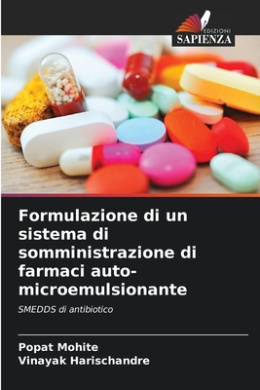 EDIZIONI
SAPIENZA
Formulazione di un
sistema di
somministrazione di
farmaci auto-
microemulsionante
SMEDDS di antibiotico
Popat Mohite
Vinayak Harischandre